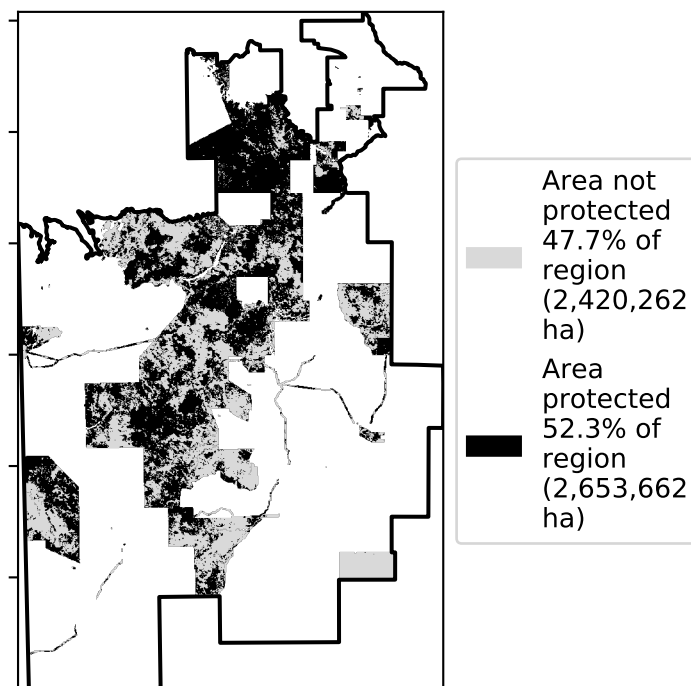 Area not
protected
47.7% of
region
(2,420,262
ha)
Area
protected
52.3% of
region
(2,653,662
ha)